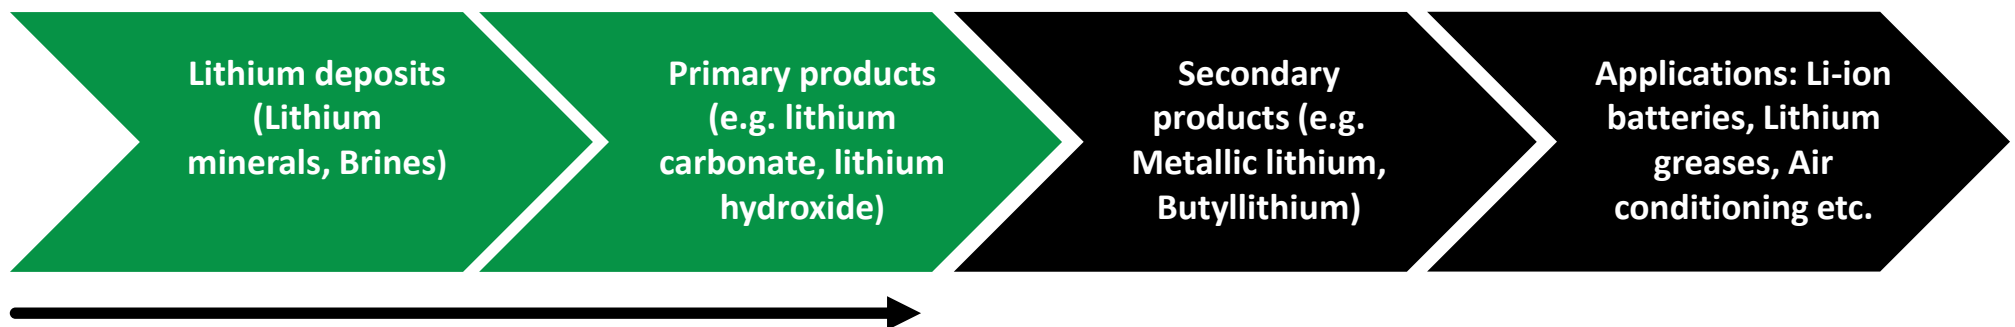 Lithium deposits
(Lithium
minerals, Brines)
Primary products
(e.g. lithium
carbonate, lithium
hydroxide)
Secondary
products (e.g.
Metallic lithium,
Butyllithium)
Applications: Li-ion
batteries, Lithium
greases, Air
conditioning etc.